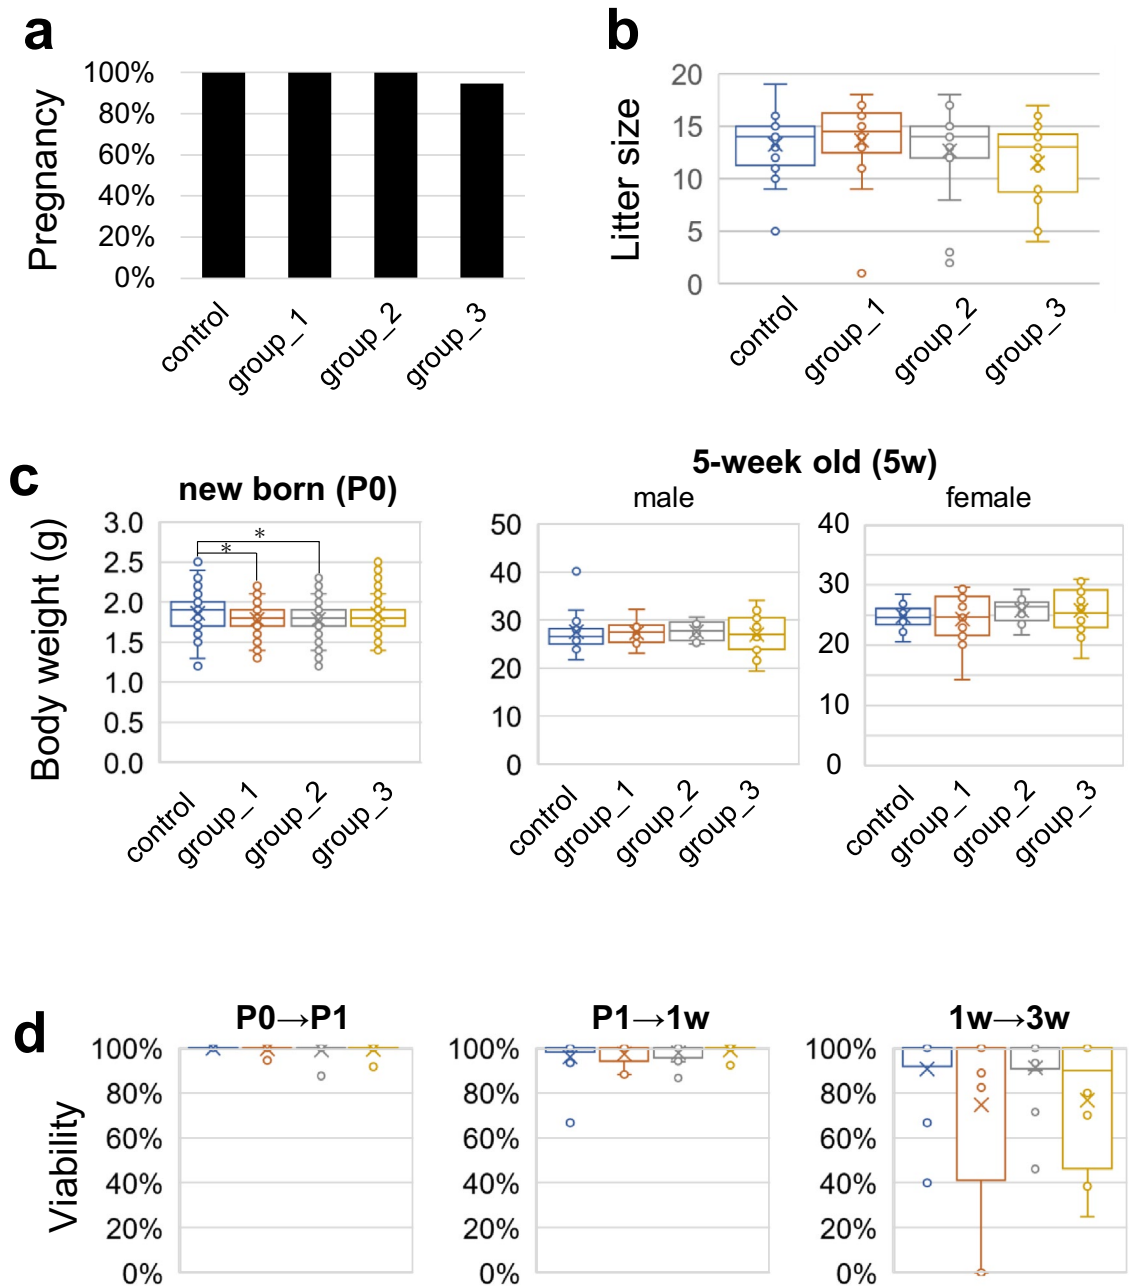 a
Pregnancy
100%
80%
60%
40%
20%
0%
control
group_1
group_2
group_3
b
Litter size
20
15
10
5
0
control
group_1
group_2
group_3
c
Body weight (g)
new born (P0)
3.0
2.5
2.0
1.5
1.0
0.5
0.0
*
*
control
group_1
group_2
group_3
5-week old (5w)
male
50
40
30
20
10
0
control
group_1
group_2
group_3
female
40
30
20
10
0
control
group_1
group_2
group_3
d
Viability
P0→P1
100%
80%
60%
40%
20%
0%
P1→1w
100%
80%
60%
40%
20%
0%
1w→3w
100%
80%
60%
40%
20%
0%